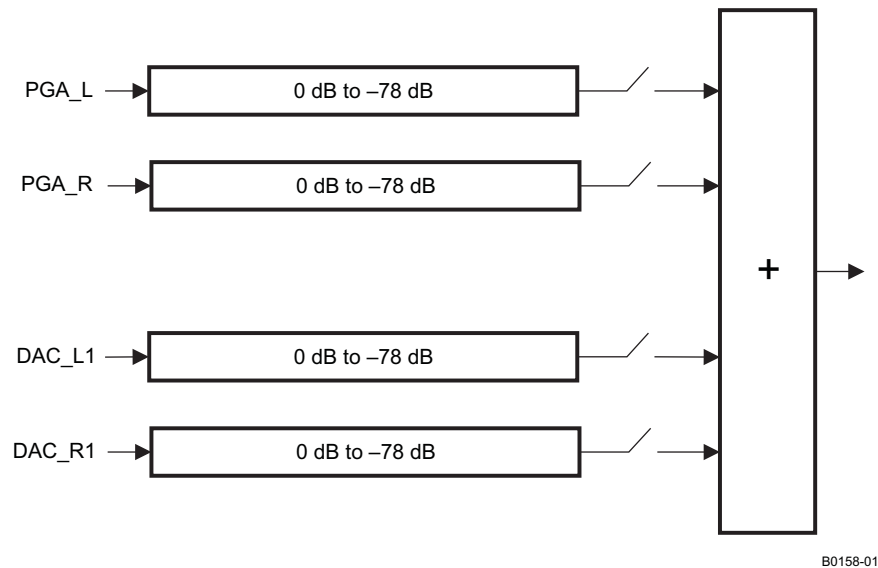 PGA_L 0 dB to –78 dB
PGA_R 0 dB to –78 dB
+
DAC_L1 0 dB to –78 dB
DAC_R1 0 dB to –78 dB
B0158-01